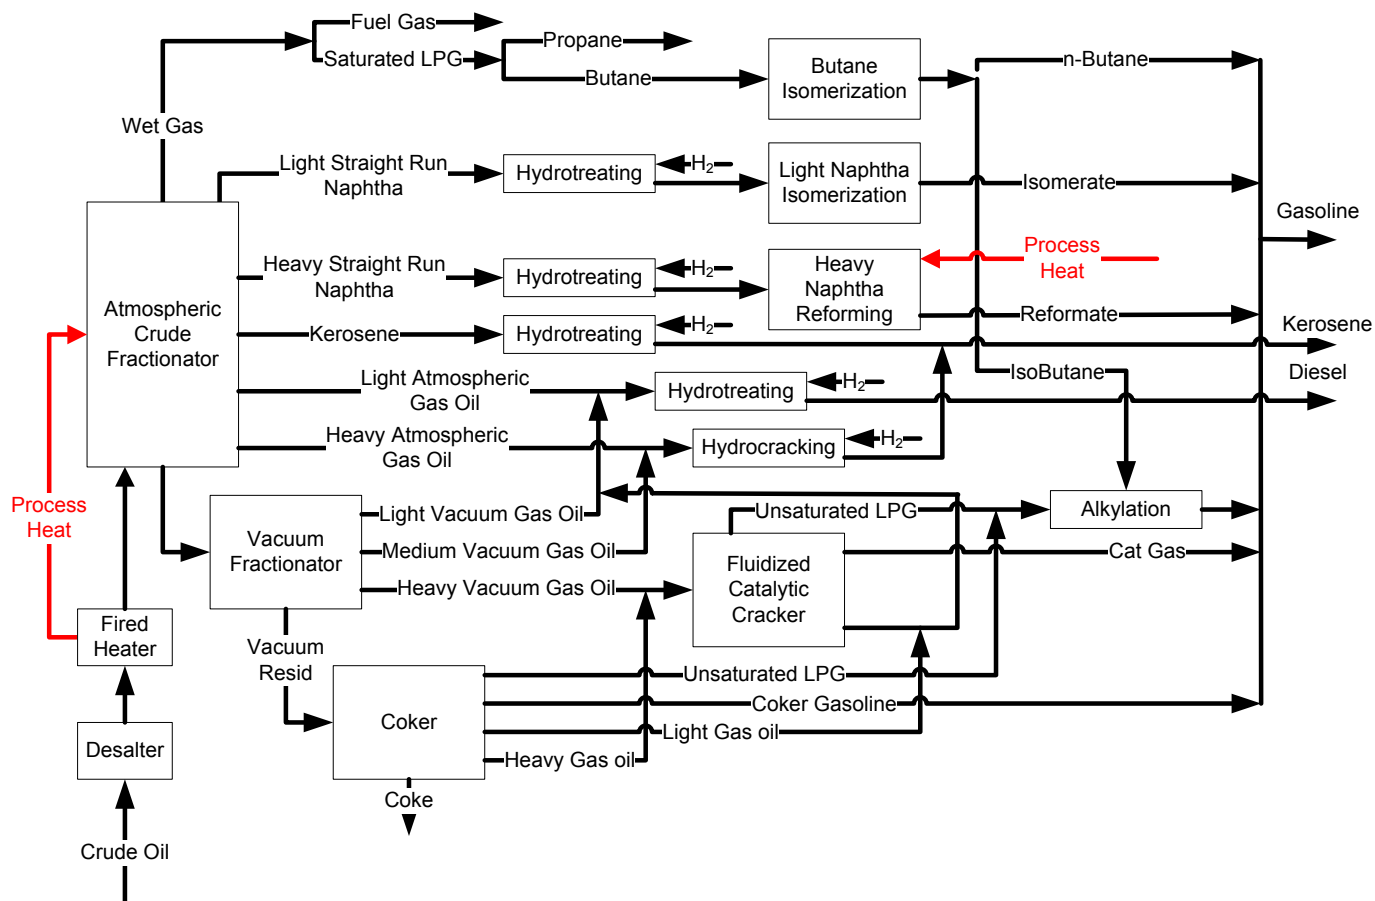 Fuel Gas
Saturated LPG
Propane
Butane
Butane
Isomerization
n-Butane
Wet Gas
Light Straight Run
Naphtha
Hydrotreating
H2
Light Naphtha
Isomerization
Isomerate
Gasoline
Heavy Straight Run
Naphtha
Hydrotreating
H2
Heavy
Naphtha
Reforming
Process
Heat
Reformate
Atmospheric
Crude
Fractionator
Kerosene
Hydrotreating
H2
Kerosene
Light Atmospheric
Gas Oil
Hydrotreating
H2
IsoButane
Diesel
Heavy Atmospheric
Gas Oil
Hydrocracking
H2
Process
Heat
Vacuum
Fractionator
Light Vacuum Gas Oil
Medium Vacuum Gas Oil
Heavy Vacuum Gas Oil
Unsaturated LPG
Fluidized
Catalytic
Cracker
Alkylation
Cat Gas
Fired
Heater
Vacuum
Resid
Coker
Unsaturated LPG
Coker Gasoline
Light Gas oil
Heavy Gas oil
Desalter
Coke
Crude Oil